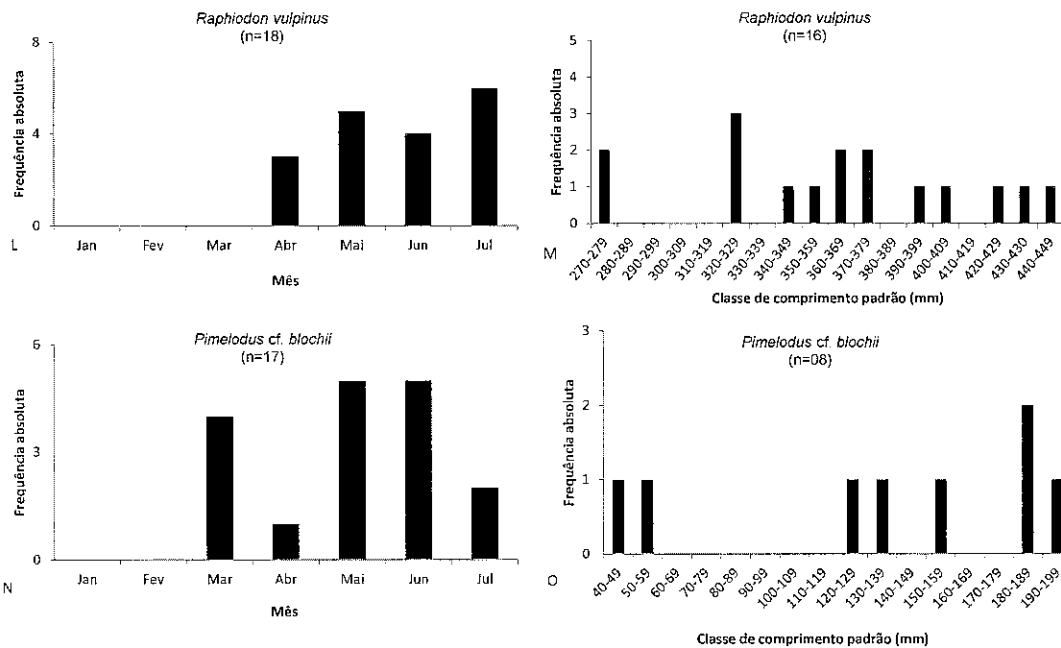 Raphiodon vulpinus
(n=18)
8
4
0
Frequência absoluta
Jan Fev Mar Abr Mai Jun Jul
L
Mês
Raphiodon vulpinus
(n=16)
5
4
3
2
1
0
Frequência absoluta
270-279 280-289 290-299 300-309 310-319 320-329 330-339 340-349 350-359 360-369 370-379 380-389 390-399 400-409 410-419 420-429 430-430 440-449
M
Classe de comprimento padrão (mm)
Pimelodus cf. blochii
(n=17)
6
3
0
Frequência absoluta
Jan Fev Mar Abr Mai Jun Jul
N
Mês
Pimelodus cf. blochii
(n=08)
3
2
1
0
Frequência absoluta
40-49 50-59 60-69 70-79 80-89 90-99 100-109 110-119 120-129 130-139 140-149 150-159 160-169 170-179 180-189 190-199
O
Classe de comprimento padrão (mm)